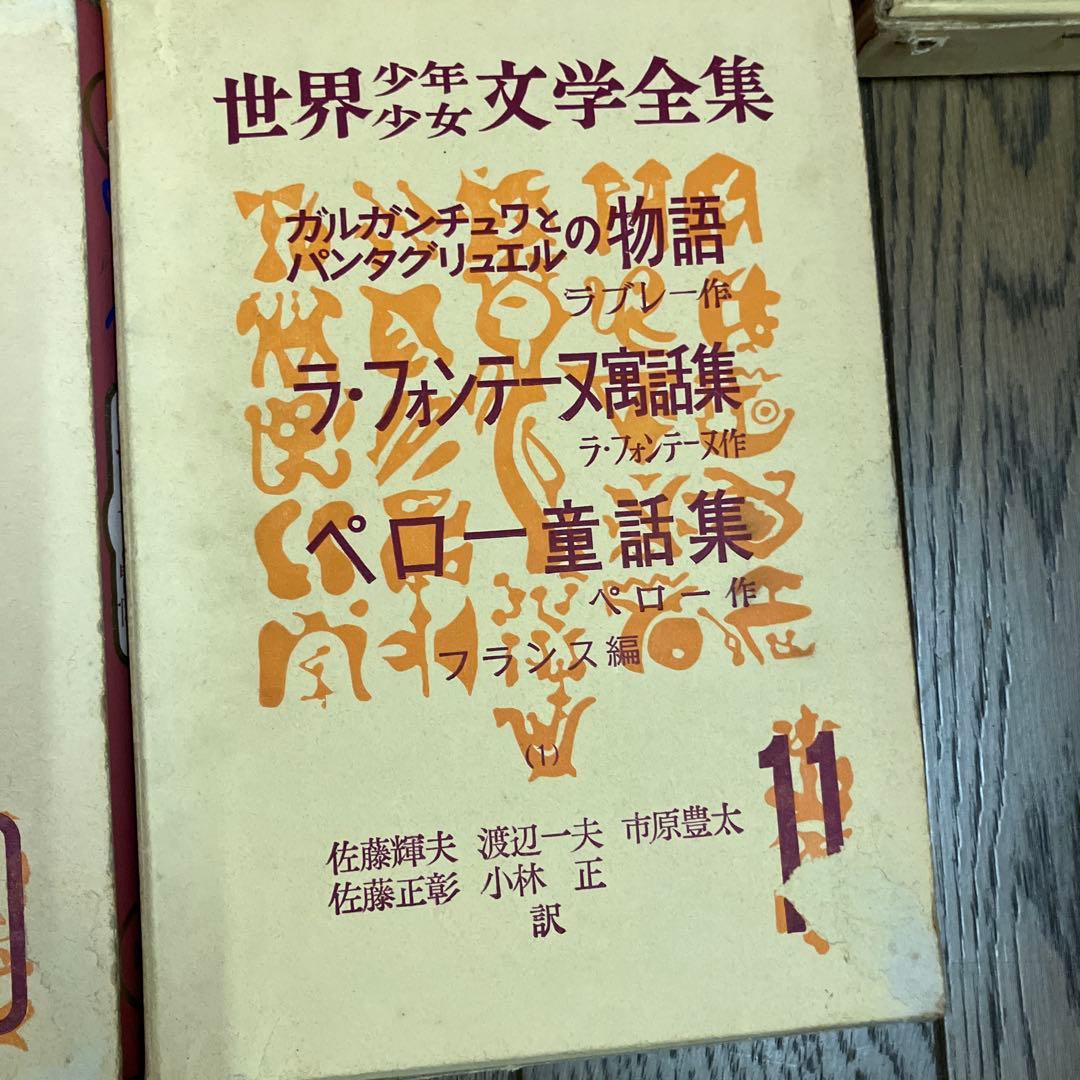 世界少年少女文学全集
ガルガンチュワとパンタグリュエルの物語
ラブレー作
ラ・フォンテーヌ寓話集
ラ・フォンテーヌ作
ペロー童話集
ペロー作
フランス編
(1)
11
佐藤輝夫 渡辺一夫 市原豊太
佐藤正彰 小林 正
訳